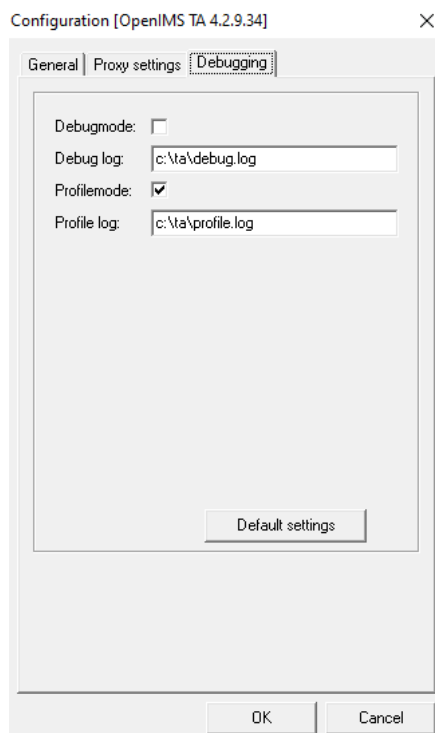 Configuration [OpenIMS TA 4.2.9.34]
General Proxy settings Debugging
Debugmode:
Debug log: c:\ta\debug.log
Profilemode:
Profile log: c:\ta\profile.log
Default settings
OK Cancel